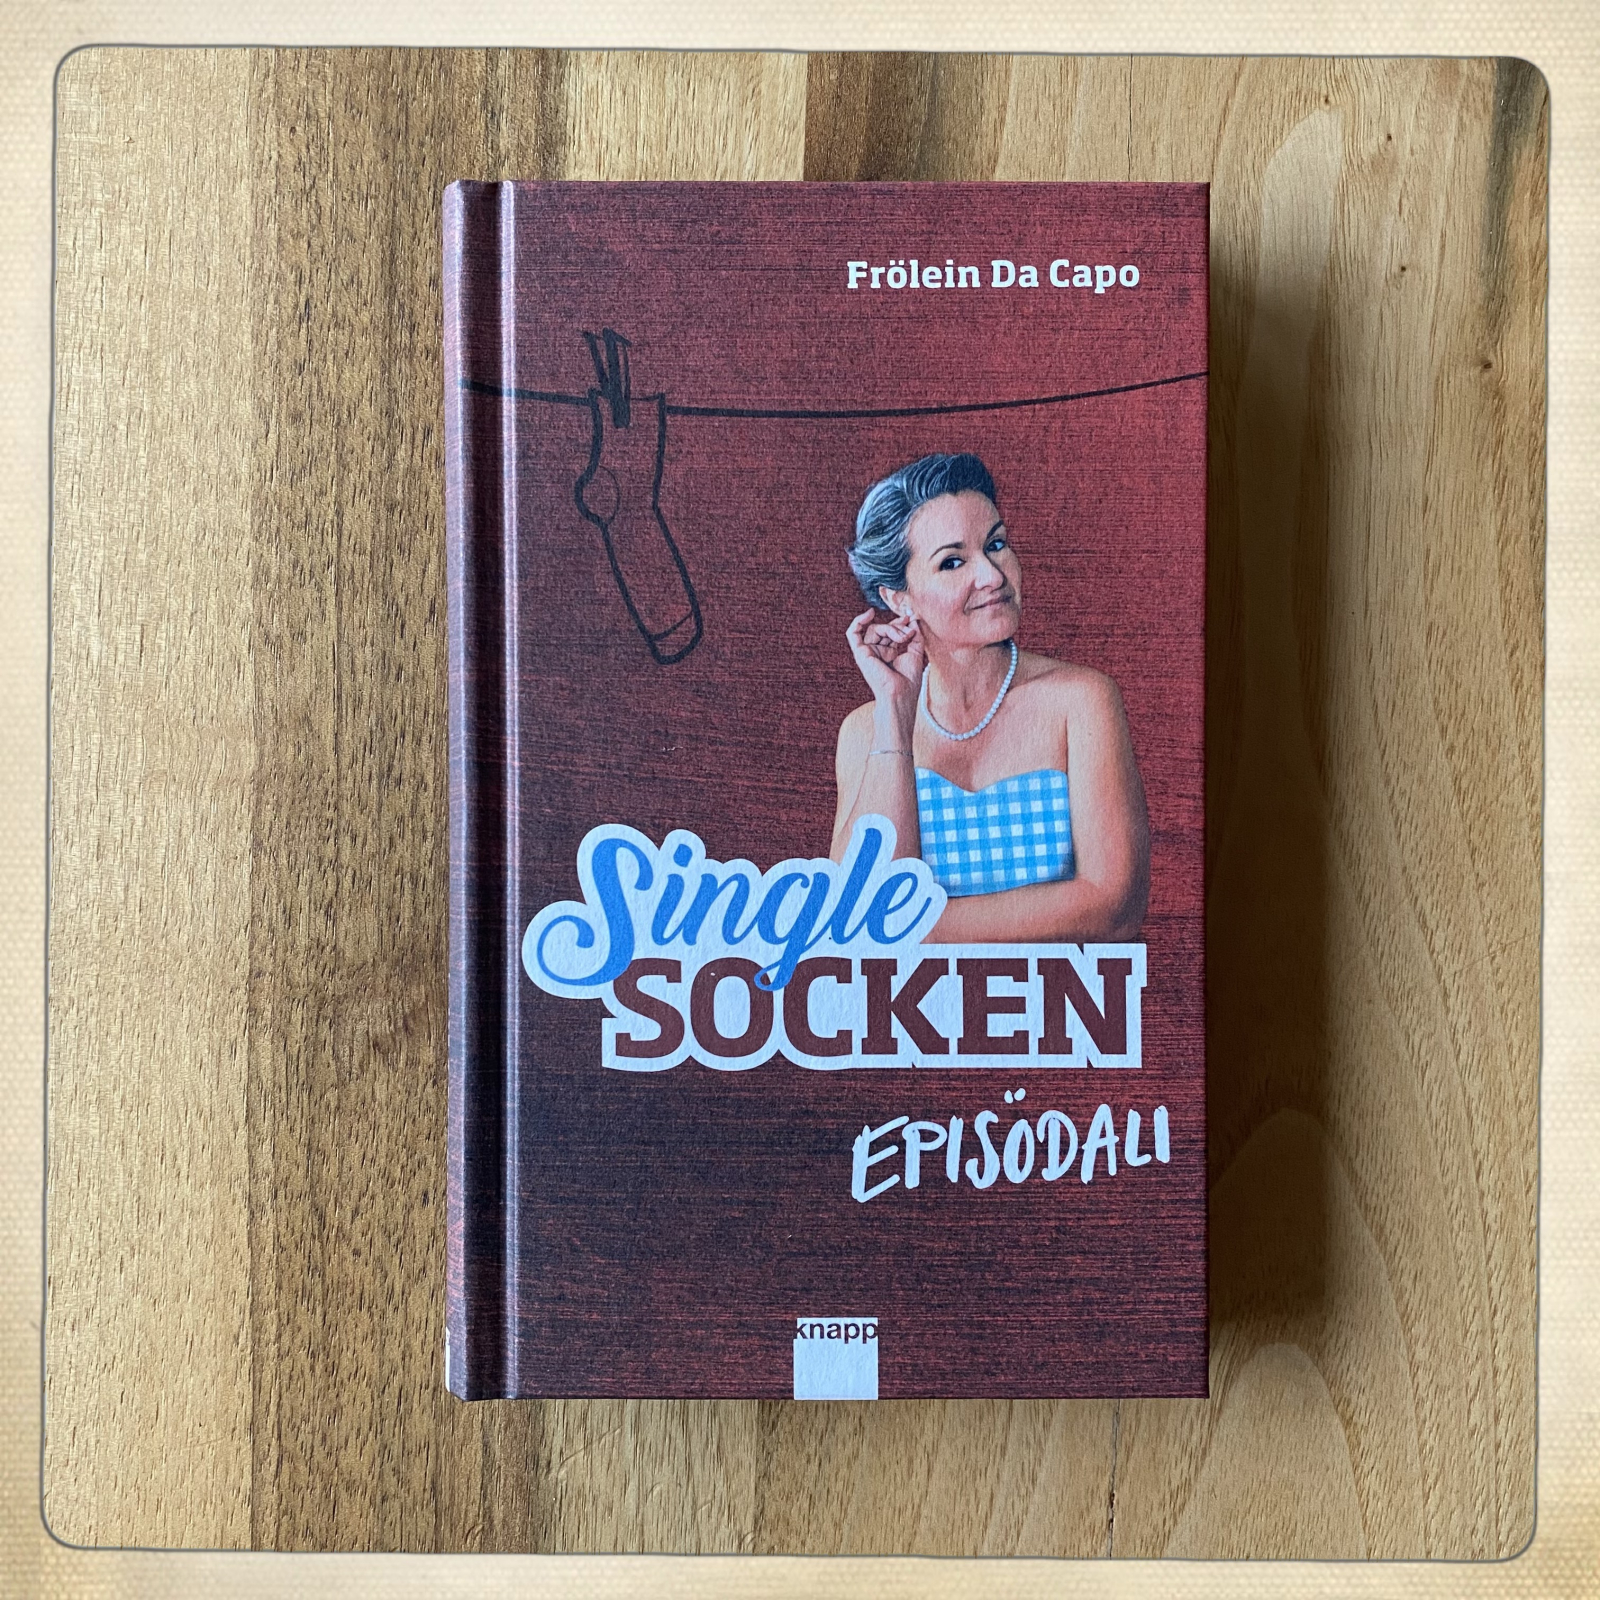 Frölein Da Capo
Single
SOCKEN
EPISÖDALI
knapp